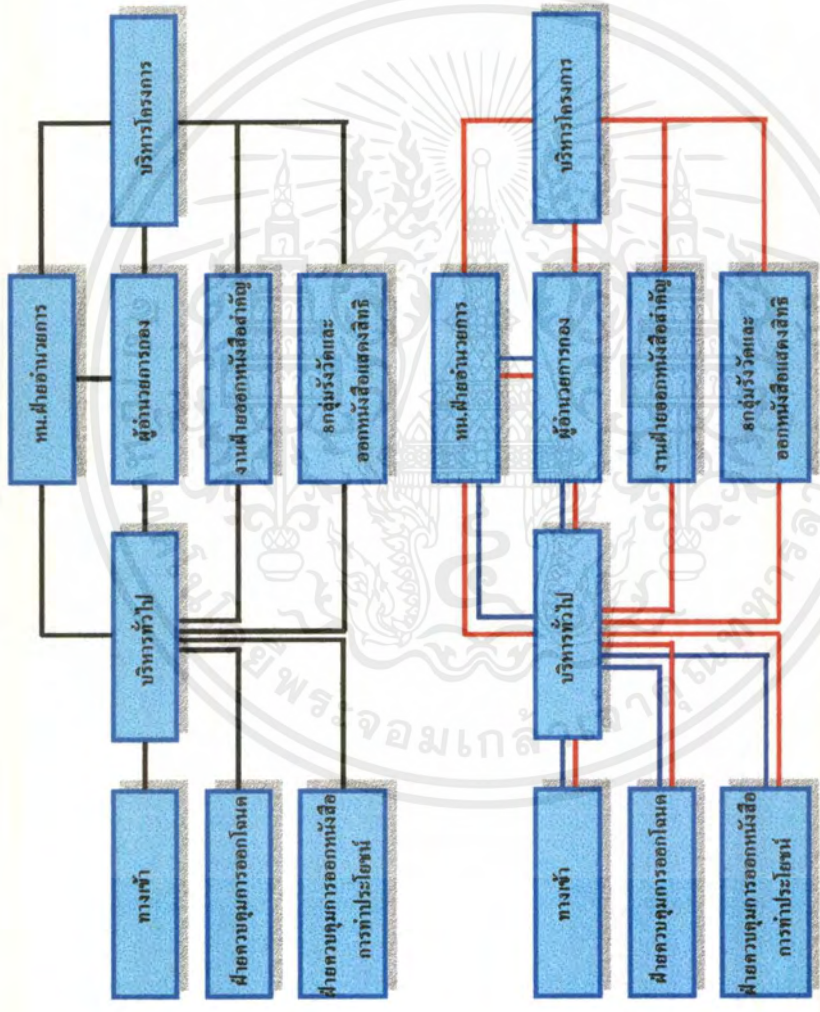 ทางเข้า
ฝ่ายควบคุมการออกโฉนด
ฝ่ายควบคุมการออกหนังสือ
การทำประโยชน์
บริหารทั่วไป
หน.ฝ่ายอำนวยการ
ผู้อำนวยการกอง
งานฝ่ายออกหนังสือสำคัญ
8กลุ่มรังวัดและ
ออกหนังสือแสดงสิทธิ
บริหารโครงการ
ทางเข้า
ฝ่ายควบคุมการออกโฉนด
ฝ่ายควบคุมการออกหนังสือ
การทำประโยชน์
บริหารทั่วไป
หน.ฝ่ายอำนวยการ
ผู้อำนวยการกอง
งานฝ่ายออกหนังสือสำคัญ
8กลุ่มรังวัดและ
ออกหนังสือแสดงสิทธิ
บริหารโครงการ